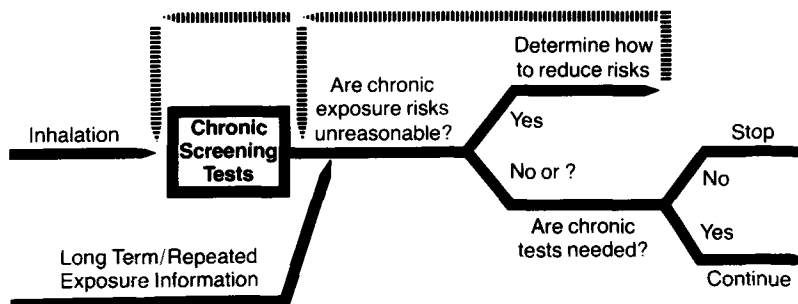 Inhalation
Chronic
Screening
Tests
Long Term/Repeated
Exposure Information
Are chronic
exposure risks
unreasonable?
Determine how
to reduce risks
Yes
No or ?
Are chronic
tests needed?
Stop
No
Yes
Continue